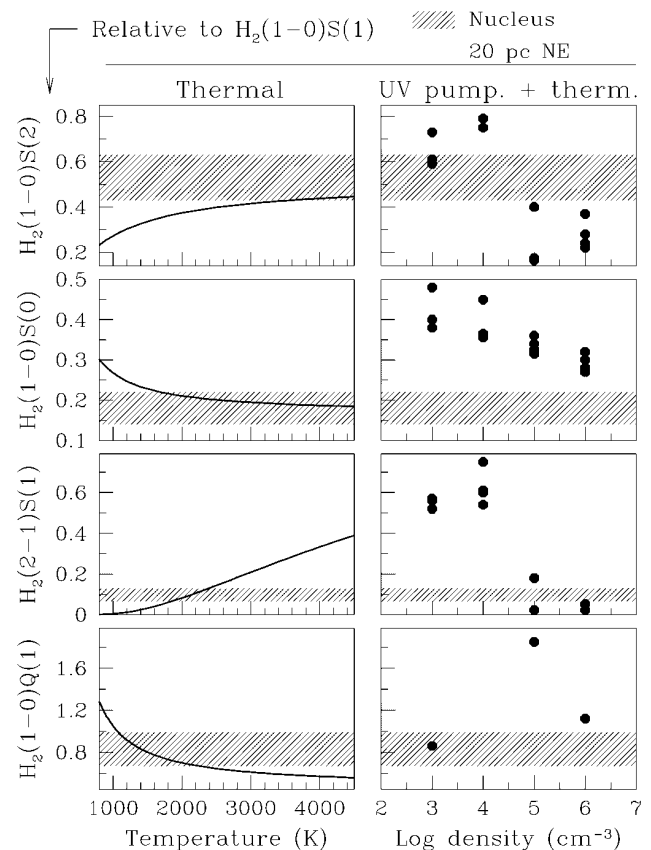 Relative to H₂(1−0)S(1)
Nucleus
20 pc NE
Thermal
UV pump. + therm.
H₂(1−0)S(2)
0.8
0.6
0.4
0.2
H₂(1−0)S(0)
0.5
0.4
0.3
0.2
0.1
H₂(2−1)S(1)
0.6
0.4
0.2
0
H₂(1−0)Q(1)
1.6
1.2
0.8
1000 2000 3000 4000
2 3 4 5 6 7
Temperature (K)
Log density (cm⁻³)